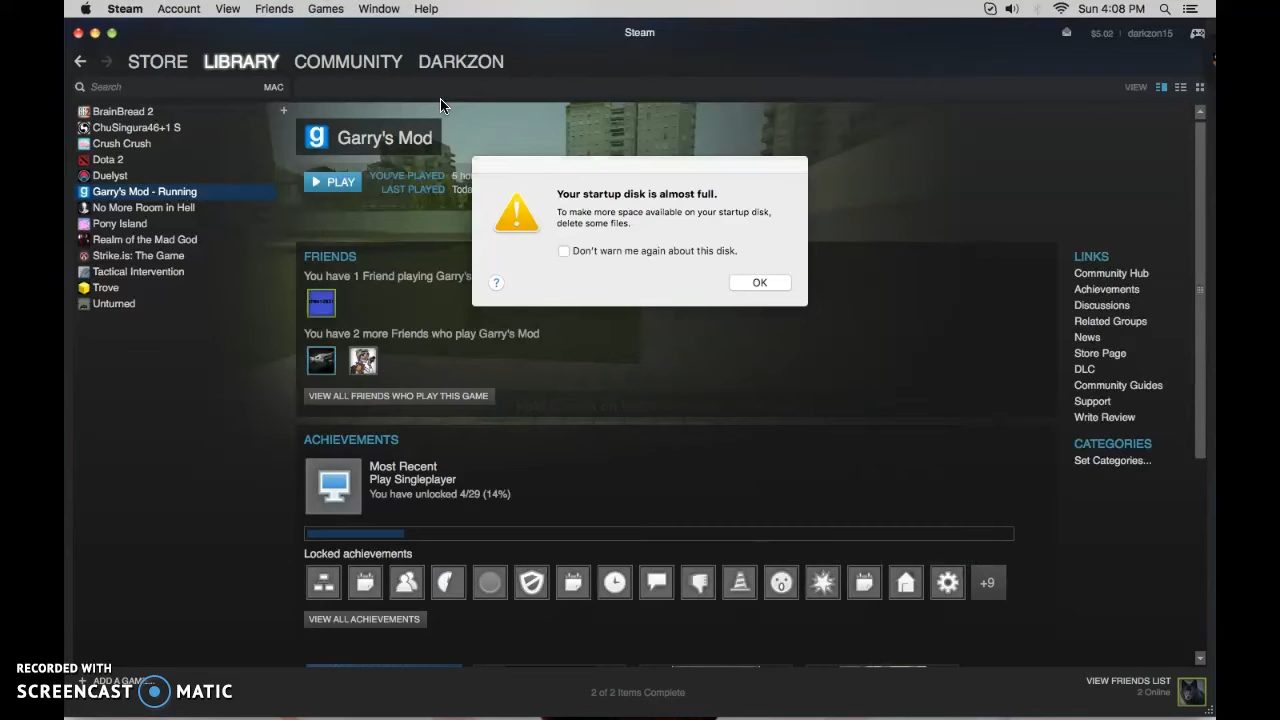 Steam Account View Friends Games Window Help Sun 4:08 PM
Steam
$5.02 darkzon15
STORE LIBRARY COMMUNITY DARKZON
Search MAC VIEW
BrainBread 2
ChuSingura46+1 S
Crush Crush
Dota 2
Duelyst
Garry's Mod - Running
No More Room in Hell
Pony Island
Realm of the Mad God
Strike.is: The Game
Tactical Intervention
Trove
Unturned
+
g Garry's Mod
PLAY
YOU'VE PLAYED 5 ho
LAST PLAYED Toda
Your startup disk is almost full.
To make more space available on your startup disk,
delete some files.
Don't warn me again about this disk.
? OK
FRIENDS
You have 1 Friend playing Garry's
You have 2 more Friends who play Garry's Mod
VIEW ALL FRIENDS WHO PLAY THIS GAME
ACHIEVEMENTS
Most Recent
Play Singleplayer
You have unlocked 4/29 (14%)
Locked achievements
+9
VIEW ALL ACHIEVEMENTS
LINKS
Community Hub
Achievements
Discussions
Related Groups
News
Store Page
DLC
Community Guides
Support
Write Review
CATEGORIES
Set Categories...
+ ADD A GAME...
2 of 2 Items Complete
VIEW FRIENDS LIST
2 Online
RECORDED WITH
SCREENCAST MATIC